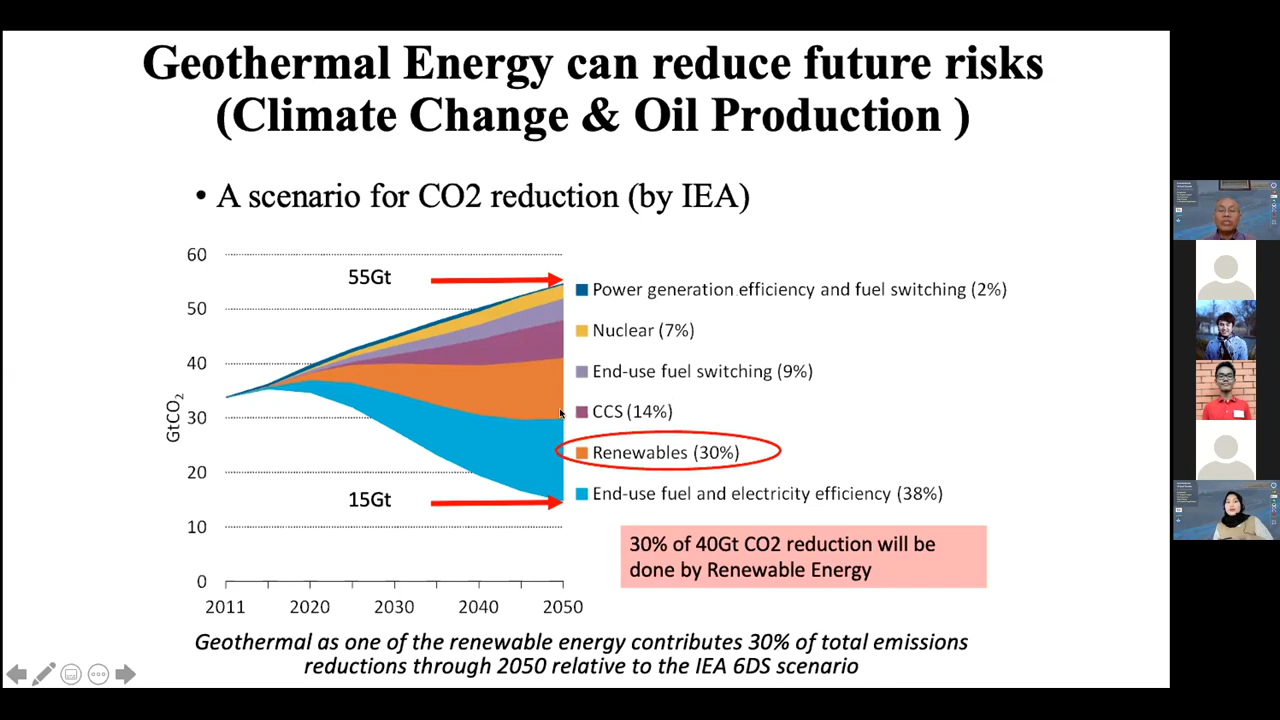 Geothermal Energy can reduce future risks
(Climate Change & Oil Production )
• A scenario for CO2 reduction (by IEA)
60
50
40
30
20
10
0
GtCO₂
2011
2020
2030
2040
2050
55Gt
15Gt
Power generation efficiency and fuel switching (2%)
Nuclear (7%)
End-use fuel switching (9%)
CCS (14%)
Renewables (30%)
End-use fuel and electricity efficiency (38%)
30% of 40Gt CO2 reduction will be
done by Renewable Energy
Geothermal as one of the renewable energy contributes 30% of total emissions
reductions through 2050 relative to the IEA 6DS scenario